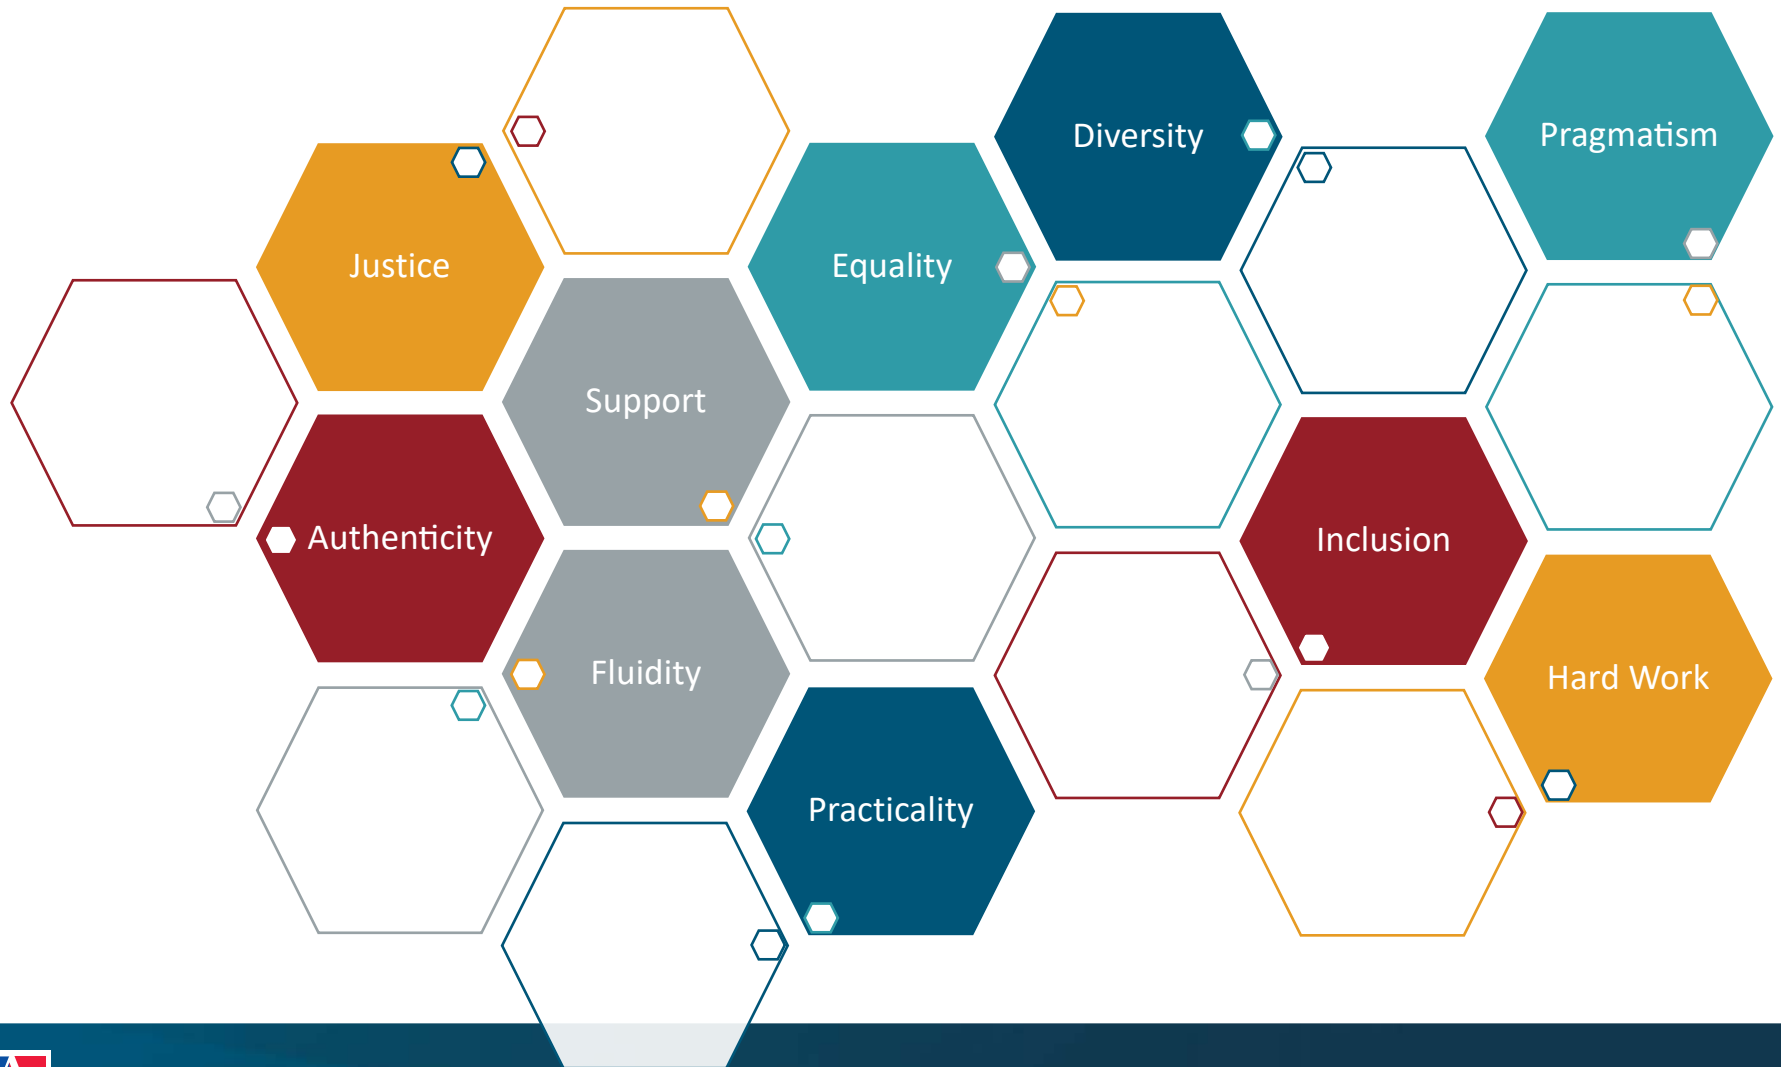 Diversity
Pragmatism
Justice
Equality
Support
Authenticity
Inclusion
Fluidity
Hard Work
Practicality